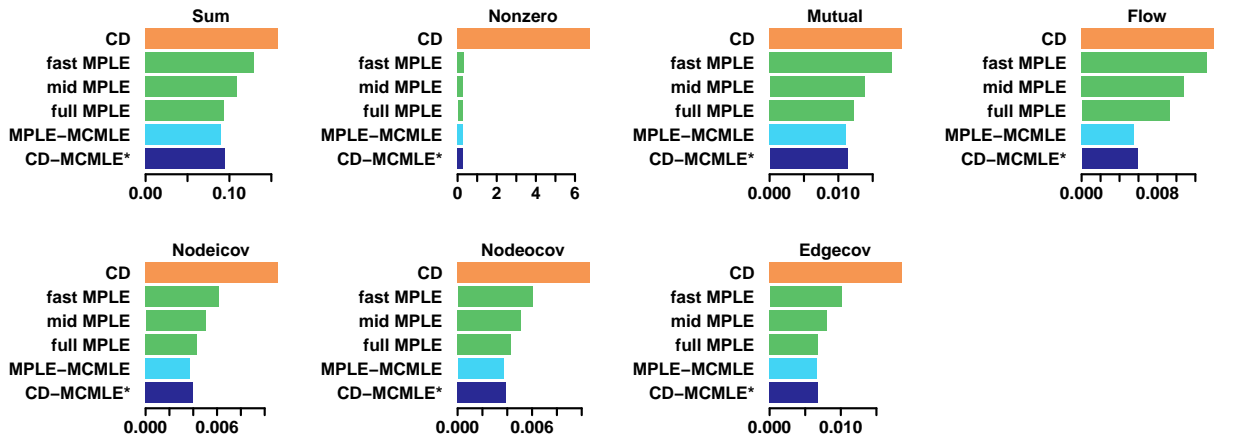 Sum
CD
fast MPLE
mid MPLE
full MPLE
MPLE−MCMLE
CD−MCMLE*
0.00 0.10
Nonzero
CD
fast MPLE
mid MPLE
full MPLE
MPLE−MCMLE
CD−MCMLE*
0 2 4 6
Mutual
CD
fast MPLE
mid MPLE
full MPLE
MPLE−MCMLE
CD−MCMLE*
0.000 0.010
Flow
CD
fast MPLE
mid MPLE
full MPLE
MPLE−MCMLE
CD−MCMLE*
0.000 0.008
Nodeicov
CD
fast MPLE
mid MPLE
full MPLE
MPLE−MCMLE
CD−MCMLE*
0.000 0.006
Nodeocov
CD
fast MPLE
mid MPLE
full MPLE
MPLE−MCMLE
CD−MCMLE*
0.000 0.006
Edgecov
CD
fast MPLE
mid MPLE
full MPLE
MPLE−MCMLE
CD−MCMLE*
0.000 0.010